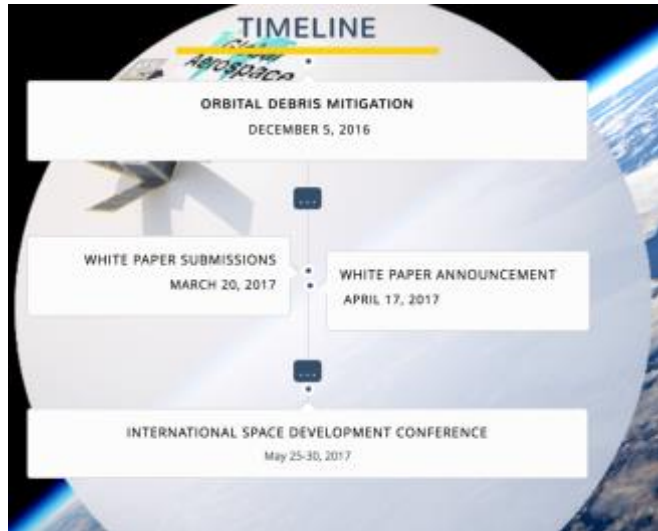 TIMELINE
Global
Aerospace
ORBITAL DEBRIS MITIGATION
DECEMBER 5, 2016
...
WHITE PAPER SUBMISSIONS
MARCH 20, 2017
WHITE PAPER ANNOUNCEMENT
APRIL 17, 2017
...
INTERNATIONAL SPACE DEVELOPMENT CONFERENCE
May 25-30, 2017